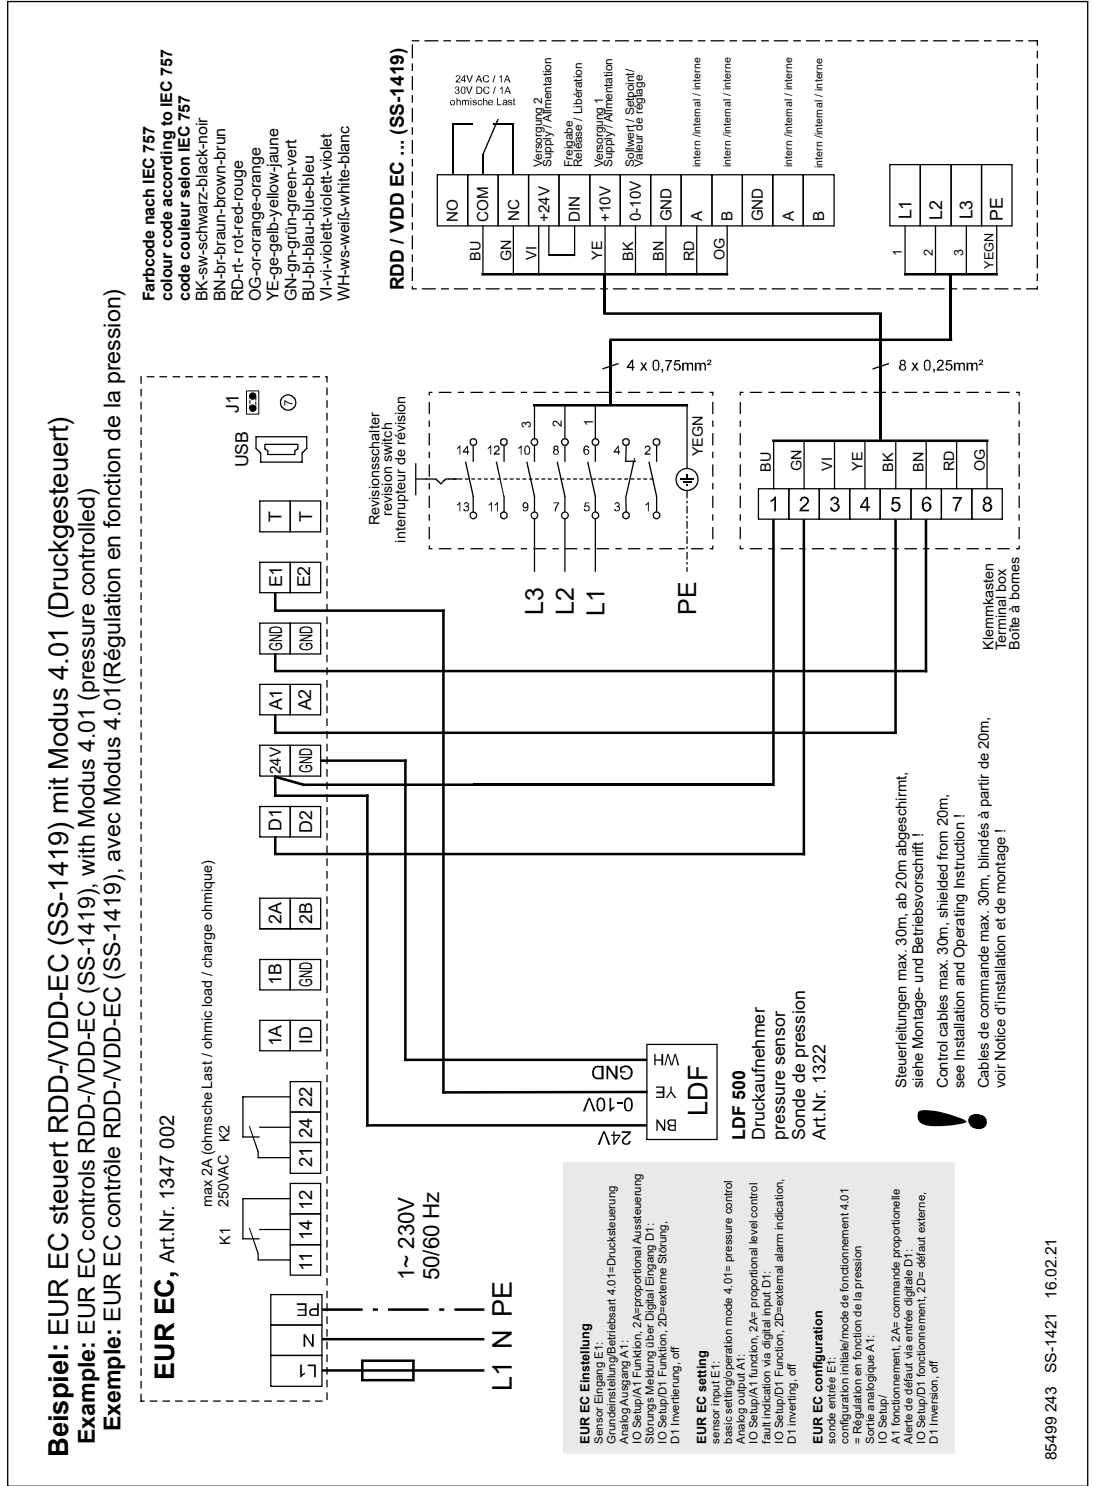 Beispiel: EUR EC steuert RDD-/VDD-EC (SS-1419) mit Modus 4.01 (Druckgesteuert)
Example: EUR EC controls RDD-/VDD-EC (SS-1419), with Modus 4.01 (pressure controlled)
Exemple: EUR EC contrôle RDD-/VDD-EC (SS-1419), avec Modus 4.01(Régulation en fonction de la pression)
Farbcode nach IEC 757
colour code according to IEC 757
code couleur selon IEC 757
BK-sw-schwarz-black-noir
BN-br-braun-brown-brun
RD-rt- rot-red-rouge
OG-or-orange-orange
YE-ge-gelb-yellow-jaune
GN-gn-grün-green-vert
BU-bl-blau-blue-bleu
VI-vi-violett-violet
WH-ws-weiß-white-blanc
EUR EC, Art.Nr. 1347 002
max 2A (ohmsche Last / ohmic load / charge ohmique)
250VAC
K1
K2
L1
N
PE
11
14
12
21
24
22
1A
ID
1B
GND
2A
2B
D1
D2
24V
GND
A1
A2
GND
GND
E1
E2
T
T
USB
J1
7
L1 N PE
1~ 230V
50/60 Hz
24V
0-10V
GND
BN
YE
WH
LDF
LDF 500
Druckaufnehmer
pressure sensor
Sonde de pression
Art.Nr. 1322
Revisionsschalter
revision switch
interrupteur de révision
13
14
11
12
9
10
7
8
5
6
3
4
1
2
3
2
1
YEGN
L3
L2
L1
PE
4 x 0,75mm²
8 x 0,25mm²
1
2
3
4
5
6
7
8
BU
GN
VI
YE
BK
BN
RD
OG
Klemmkasten
Terminal box
Boîte à bornes
RDD / VDD EC ... (SS-1419)
24V AC / 1A
30V DC / 1A
ohmische Last
NO
COM
NC
+24V
DIN
+10V
0-10V
GND
A
B
GND
A
B
BU
GN
VI
YE
BK
BN
RD
OG
Versorgung 2
Supply / Alimentation
Freigabe
Release / Libération
Versorgung 1
Supply/ Alimentation
Sollwert / Setpoint/
Valeur de réglage
intern /internal / interne
intern /internal / interne
intern /internal / interne
intern /internal / interne
1
2
3
YEGN
L1
L2
L3
PE
Steuerleitungen max. 30m, ab 20m abgeschirmt,
siehe Montage- und Betriebsvorschrift !
Control cables max. 30m, shielded from 20m,
see Installation and Operating Instruction !
Cables de commande max. 30m, blindés à partir de 20m,
voir Notice d'installation et de montage !
EUR EC Einstellung
Sensor Eingang E1:
Grundeinstellung/Betriebsart 4.01=Drucksteuerung
Analog Ausgang A1:
IO Setup/A1 Funktion, 2A=proportional Aussteuerung
Störungs Meldung über Digital Eingang D1:
IO Setup/D1 Funktion, 2D=externe Störung,
D1 Invertierung, off
EUR EC setting
sensor input E1:
basic setting/operation mode 4.01= pressure control
Analog output A1:
IO Setup/A1 function, 2A= proportional level control
fault indication via digital input D1:
IO Setup/D1 Function, 2D=external alarm indication,
D1 inverting, off
EUR EC configuration
sonde entrée E1:
configuration initiale/mode de fonctionnement 4.01
= Régulation en fonction de la pression
Sortie analogique A1:
IO Setup/
A1 fonctionnement, 2A= commande proportionelle
Alerte de défaut via entrée digitale D1:
IO Setup/D1 fonctionnement, 2D= défaut externe,
D1 Inversion, off
85499 243 SS-1421 16.02.21